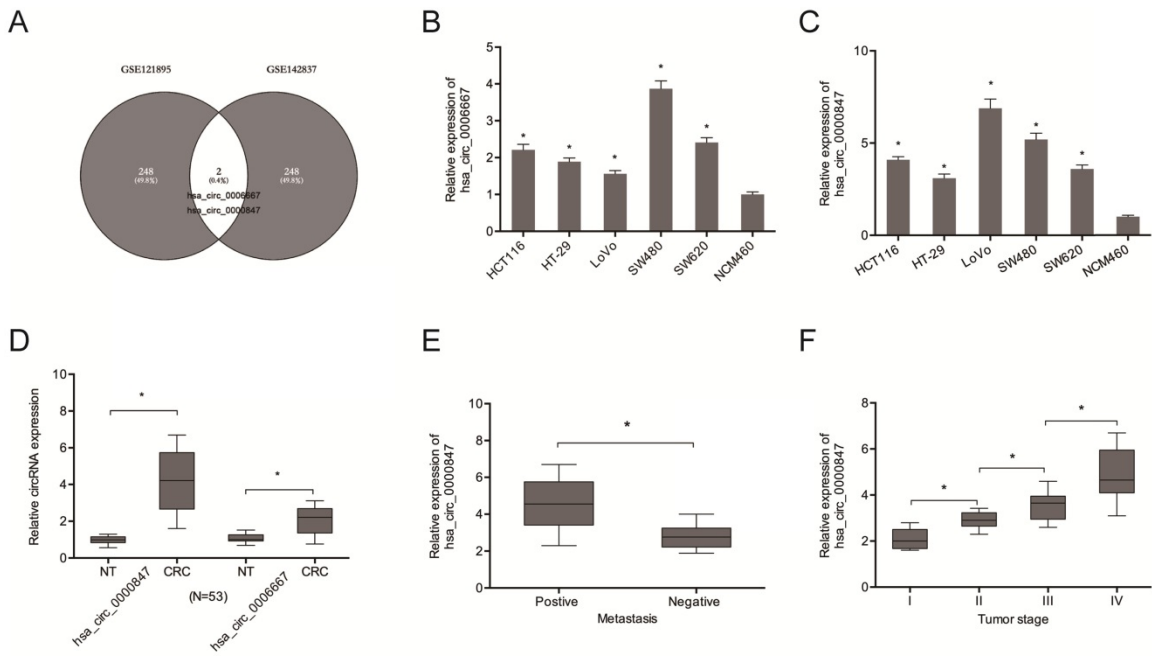 A
GSE121895
GSE142837
248
(49.8%)
2
(0.4%)
248
(49.8%)
hsa_circ_0006667
hsa_circ_0000847
B
Relative expression of
hsa_circ_0006667
5
4
3
2
1
0
*
*
*
*
*
HCT116
HT-29
LoVo
SW480
SW620
NCM460
C
Relative expression of
hsa_circ_0000847
10
5
0
*
*
*
*
*
HCT116
HT-29
LoVo
SW480
SW620
NCM460
D
Relative circRNA expression
10
8
6
4
2
0
*
*
NT
CRC
NT
CRC
hsa_circ_0000847
(N=53)
hsa_circ_0006667
E
Relative expression of
hsa_circ_0000847
10
8
6
4
2
0
*
Postive
Negative
Metastasis
F
Relative expression of
hsa_circ_0000847
8
6
4
2
0
*
*
*
I
II
III
IV
Tumor stage